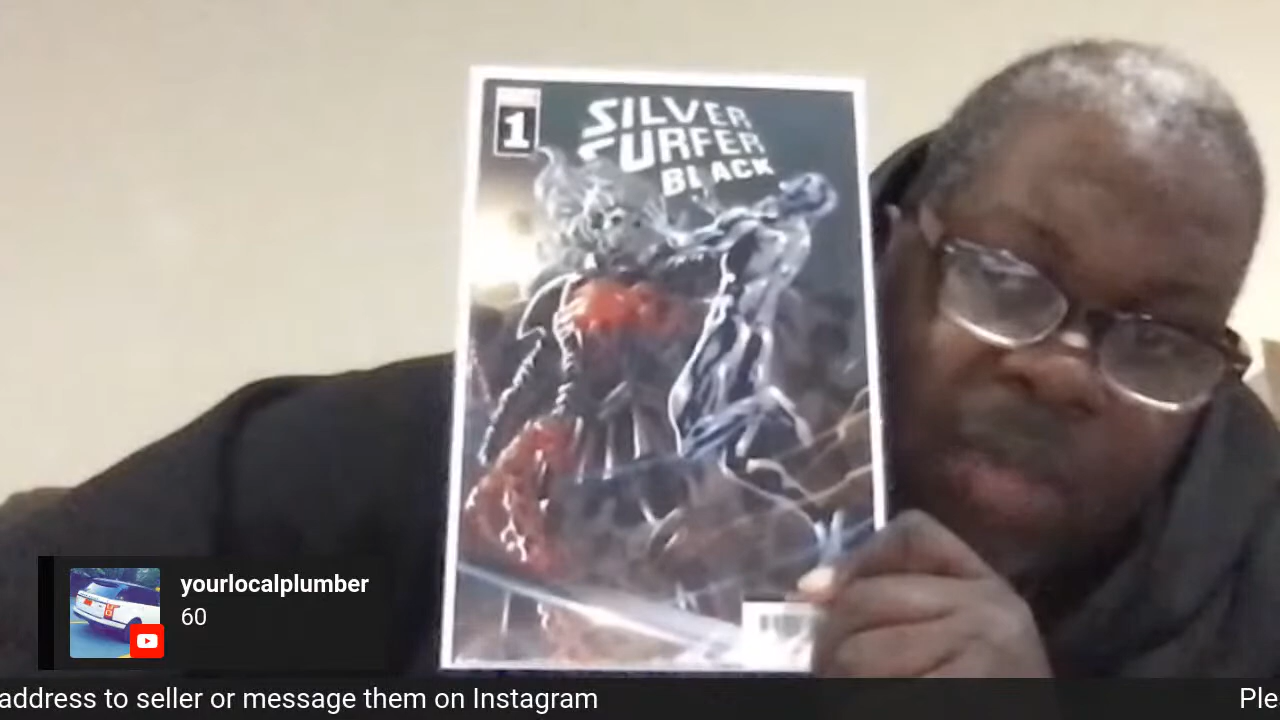 1
SILVER
SURFER
BLACK
yourlocalplumber
60
address to seller or message them on Instagram
Ple